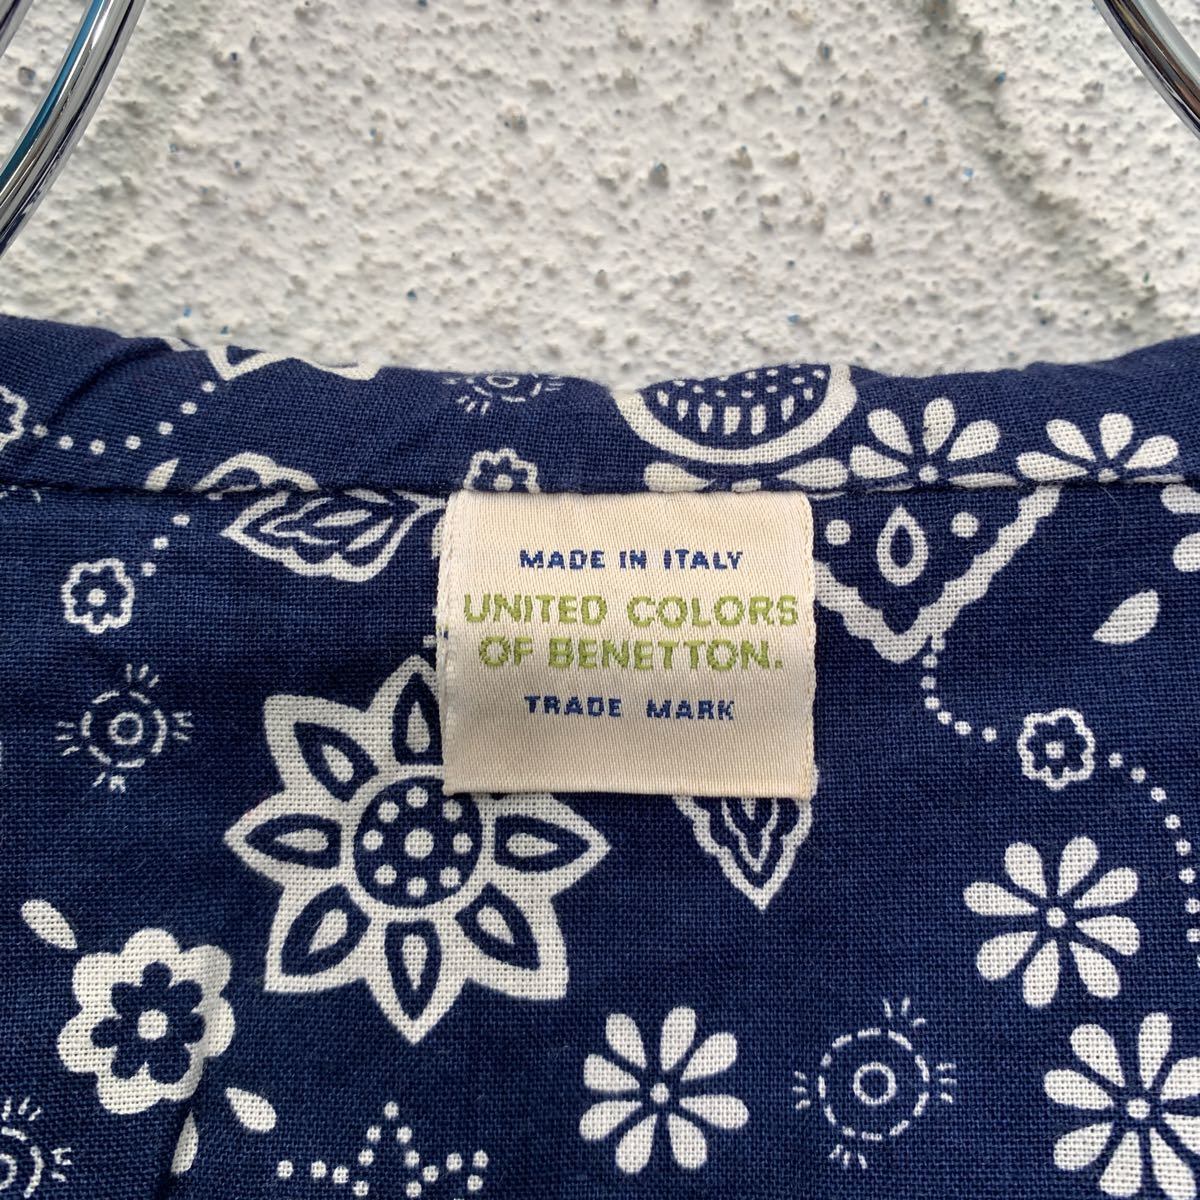 MADE IN ITALY
UNITED COLORS
OF BENETTON.
TRADE MARK